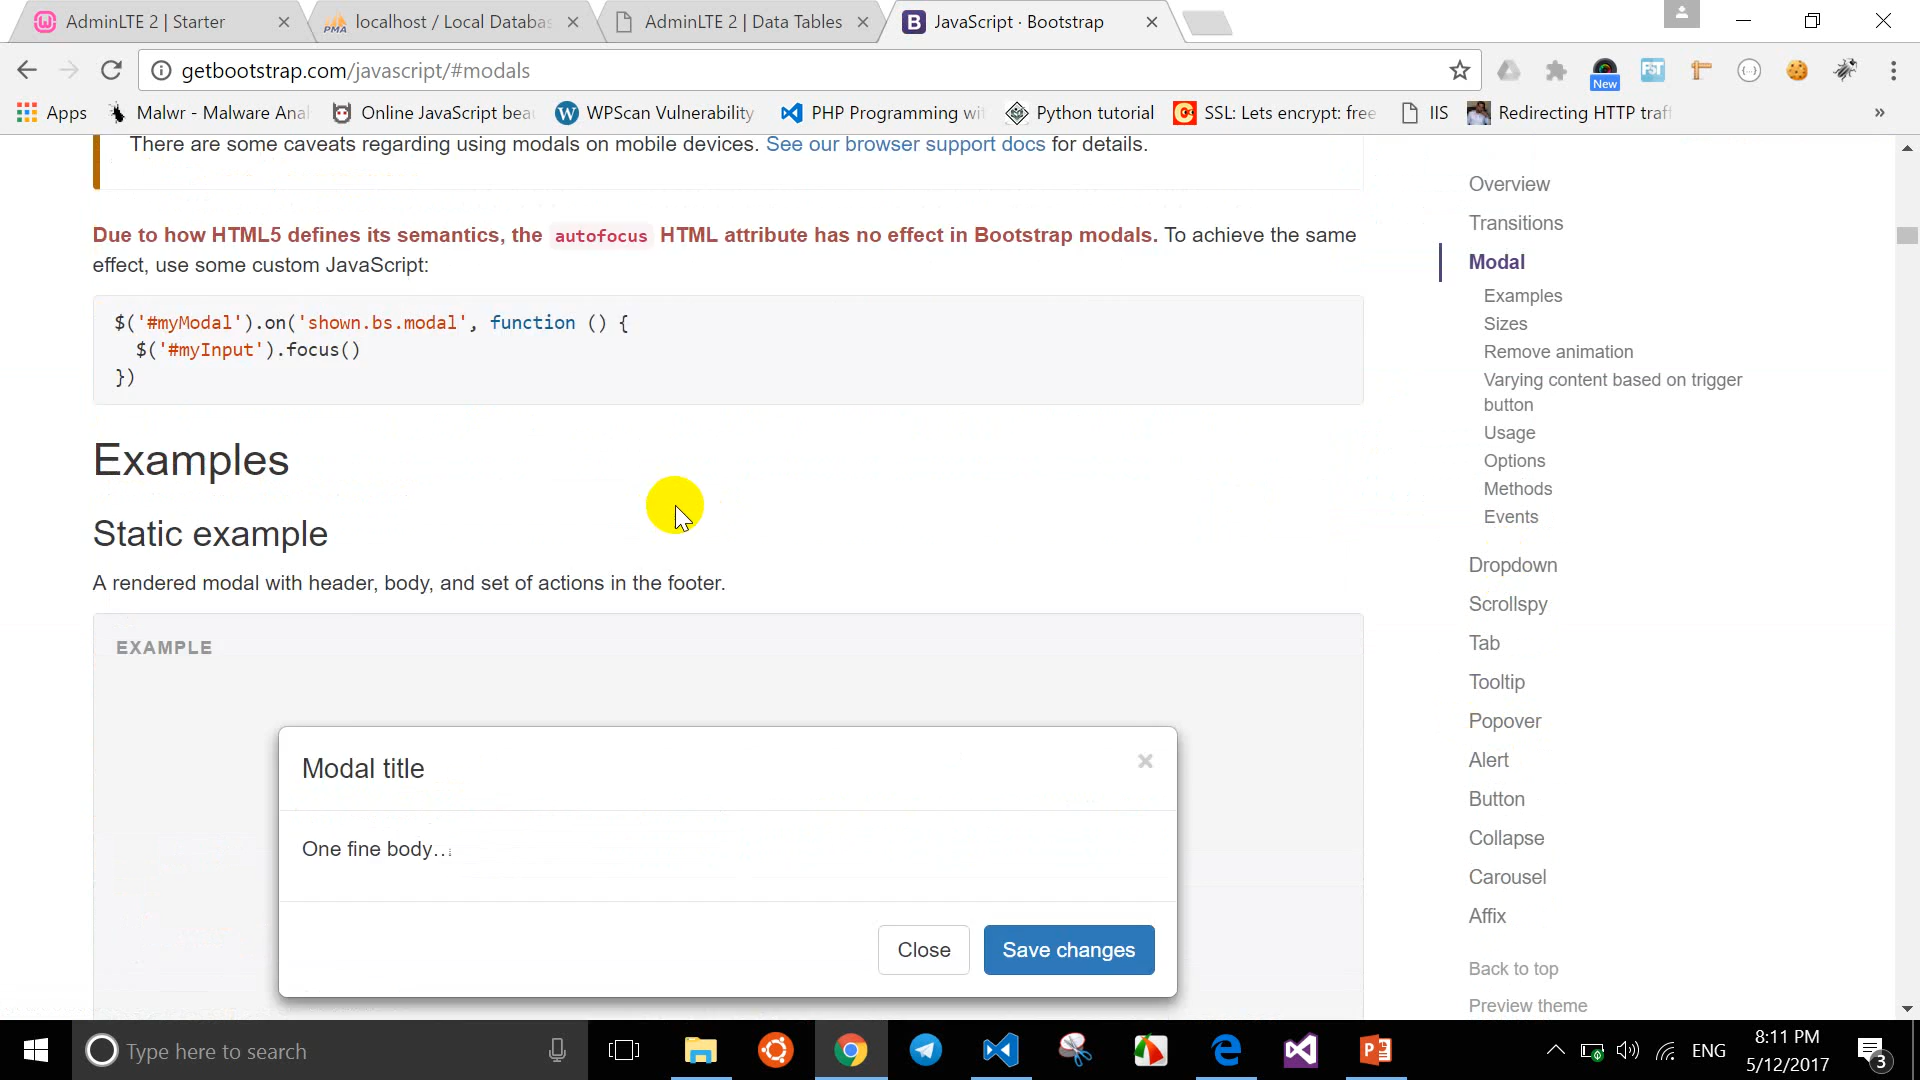 AdminLTE 2 | Starter
localhost / Local Databas
AdminLTE 2 | Data Tables
JavaScript · Bootstrap
getbootstrap.com/javascript/#modals
New
Apps
Malwr - Malware Anal
Online JavaScript beau
WPScan Vulnerability
PHP Programming wi
Python tutorial
SSL: Lets encrypt: free
IIS
Redirecting HTTP traff
»
There are some caveats regarding using modals on mobile devices. See our browser support docs for details.
Due to how HTML5 defines its semantics, the autofocus HTML attribute has no effect in Bootstrap modals. To achieve the same
effect, use some custom JavaScript:
$('#myModal').on('shown.bs.modal', function () {
$('#myInput').focus()
})
Examples
Static example
A rendered modal with header, body, and set of actions in the footer.
EXAMPLE
Modal title
×
One fine body…
Close
Save changes
Overview
Transitions
Modal
Examples
Sizes
Remove animation
Varying content based on trigger
button
Usage
Options
Methods
Events
Dropdown
Scrollspy
Tab
Tooltip
Popover
Alert
Button
Collapse
Carousel
Affix
Back to top
Preview theme
Type here to search
ENG
8:11 PM
5/12/2017
3